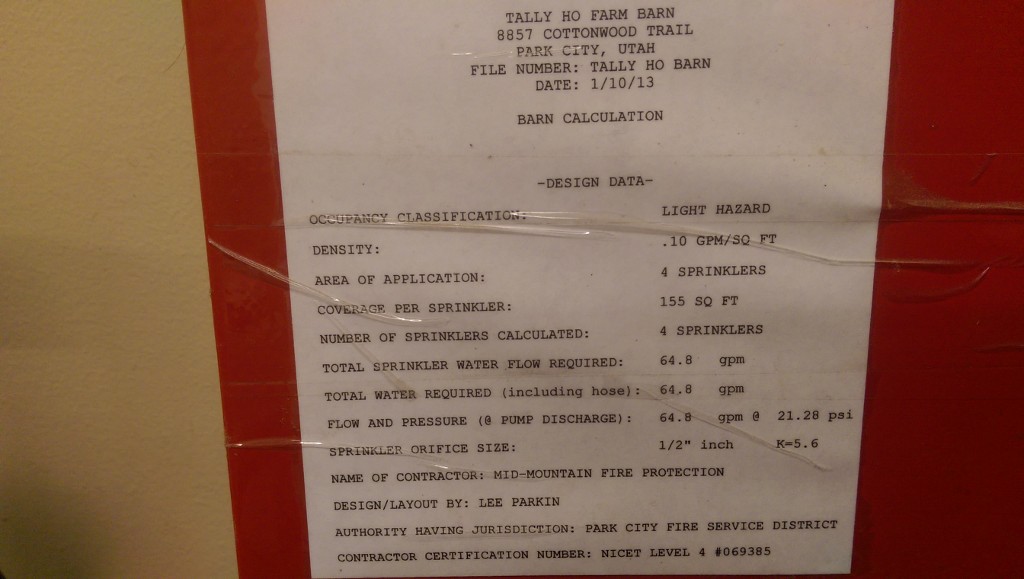 TALLY HO FARM BARN
8857 COTTONWOOD TRAIL
PARK CITY, UTAH
FILE NUMBER: TALLY HO BARN
DATE: 1/10/13
BARN CALCULATION
-DESIGN DATA-
OCCUPANCY CLASSIFICATION: LIGHT HAZARD
DENSITY: .10 GPM/SQ FT
AREA OF APPLICATION: 4 SPRINKLERS
COVERAGE PER SPRINKLER: 155 SQ FT
NUMBER OF SPRINKLERS CALCULATED: 4 SPRINKLERS
TOTAL SPRINKLER WATER FLOW REQUIRED: 64.8 gpm
TOTAL WATER REQUIRED (including hose): 64.8 gpm
FLOW AND PRESSURE (@ PUMP DISCHARGE): 64.8 gpm @ 21.28 psi
SPRINKLER ORIFICE SIZE: 1/2" inch K=5.6
NAME OF CONTRACTOR: MID-MOUNTAIN FIRE PROTECTION
DESIGN/LAYOUT BY: LEE PARKIN
AUTHORITY HAVING JURISDICTION: PARK CITY FIRE SERVICE DISTRICT
CONTRACTOR CERTIFICATION NUMBER: NICET LEVEL 4 #069385